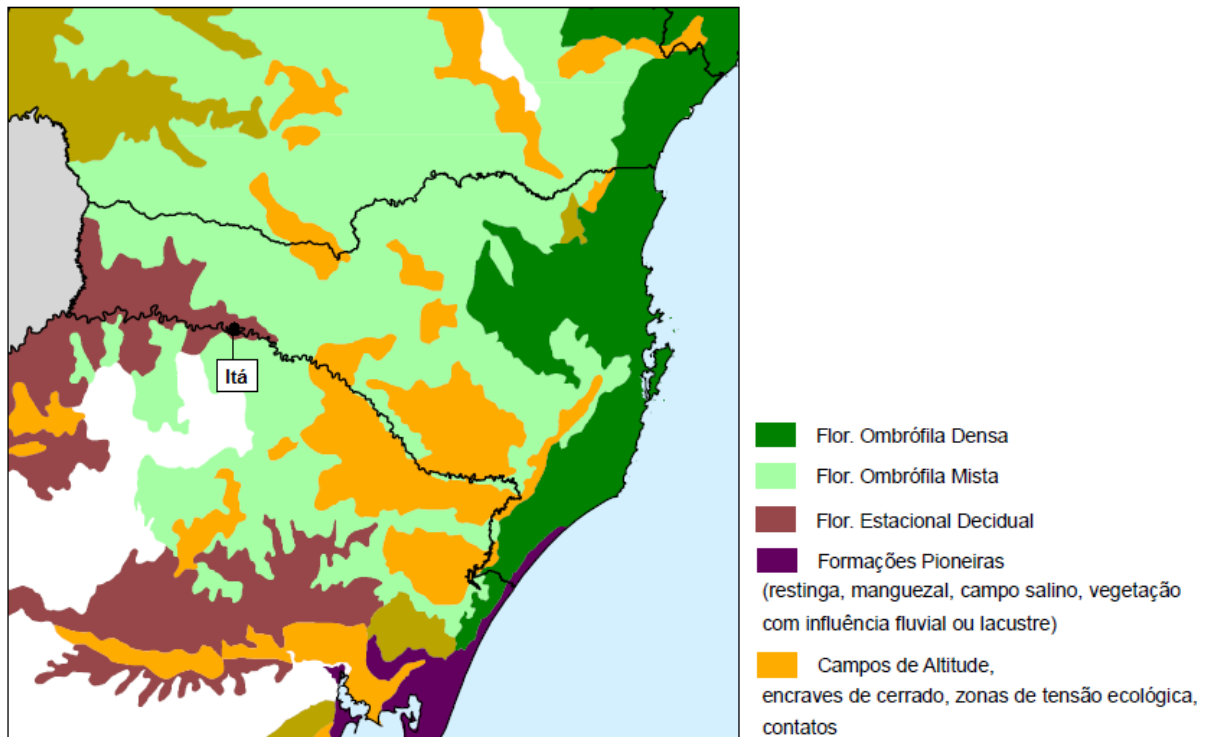 Itá
Flor. Ombrófila Densa
Flor. Ombrófila Mista
Flor. Estacional Decidual
Formações Pioneiras
(restinga, manguezal, campo salino, vegetação
com influência fluvial ou lacustre)
Campos de Altitude,
encraves de cerrado, zonas de tensão ecológica,
contatos